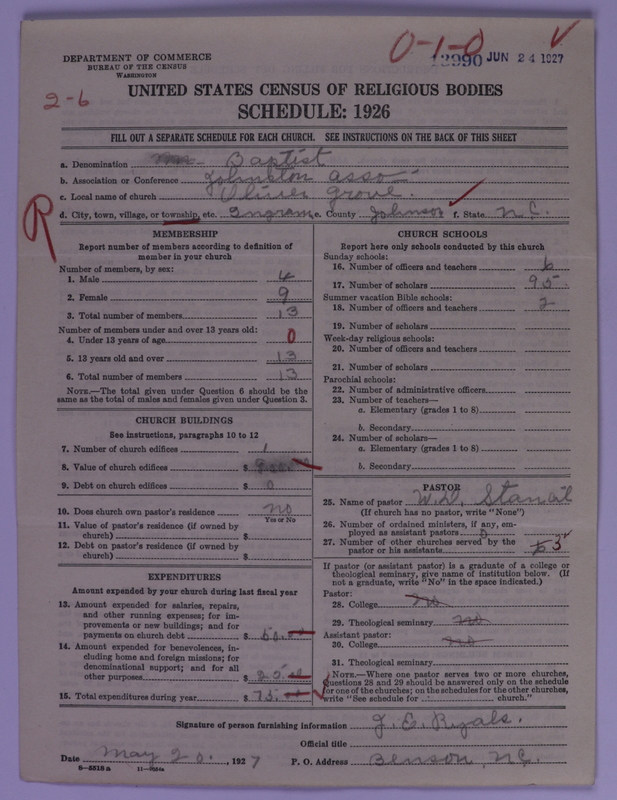 0-1-0
DEPARTMENT OF COMMERCE
BUREAU OF THE CENSUS
WASHINGTON
13990 JUN 24 1927
2-6
UNITED STATES CENSUS OF RELIGIOUS BODIES
SCHEDULE: 1926
FILL OUT A SEPARATE SCHEDULE FOR EACH CHURCH. SEE INSTRUCTIONS ON THE BACK OF THIS SHEET
a. Denomination Baptist
b. Association or Conference Johnston asso
c. Local name of church Oliver Grove.
d. City, town, village, or township, etc. Ingram e. County Johnson f. State N.C.
R
MEMBERSHIP
Report number of members according to definition of
member in your church
Number of members, by sex:
1. Male 4
2. Female 9
3. Total number of members 13
Number of members under and over 13 years old:
4. Under 13 years of age 0
5. 13 years old and over 13
6. Total number of members 13
NOTE.—The total given under Question 6 should be the
same as the total of males and females given under Question 3.
CHURCH BUILDINGS
See instructions, paragraphs 10 to 12
7. Number of church edifices 1
8. Value of church edifices $
9. Debt on church edifices $ 0
10. Does church own pastor's residence no
Yes or No
11. Value of pastor's residence (if owned by
church) $
12. Debt on pastor's residence (if owned by
church) $
EXPENDITURES
Amount expended by your church during last fiscal year
13. Amount expended for salaries, repairs,
and other running expenses; for im-
provements or new buildings; and for
payments on church debt $ 50.
14. Amount expended for benevolences, in-
cluding home and foreign missions; for
denominational support; and for all
other purposes $ 25
15. Total expenditures during year $ 75.
CHURCH SCHOOLS
Report here only schools conducted by this church
Sunday schools:
16. Number of officers and teachers 6
17. Number of scholars 95
Summer vacation Bible schools:
18. Number of officers and teachers 2
19. Number of scholars
Week-day religious schools:
20. Number of officers and teachers
21. Number of scholars
Parochial schools:
22. Number of administrative officers
23. Number of teachers—
a. Elementary (grades 1 to 8)
b. Secondary
24. Number of scholars—
a. Elementary (grades 1 to 8)
b. Secondary
PASTOR
25. Name of pastor W.D. Stancil
(If church has no pastor, write "None")
26. Number of ordained ministers, if any, em-
ployed as assistant pastors 0
27. Number of other churches served by the
pastor or his assistants 3
If pastor (or assistant pastor) is a graduate of a college or
theological seminary, give name of institution below. (If
not a graduate, write "No" in the space indicated.)
Pastor:
28. College no
29. Theological seminary no
Assistant pastor:
30. College no
31. Theological seminary
NOTE.—Where one pastor serves two or more churches,
questions 28 and 29 should be answered only on the schedule
for one of the churches; on the schedules for the other churches,
write "See schedule for church."
Signature of person furnishing information J. E. Ryals.
Official title
Date May 20. , 1927 P. O. Address Benson, N.C.
6—5518 a